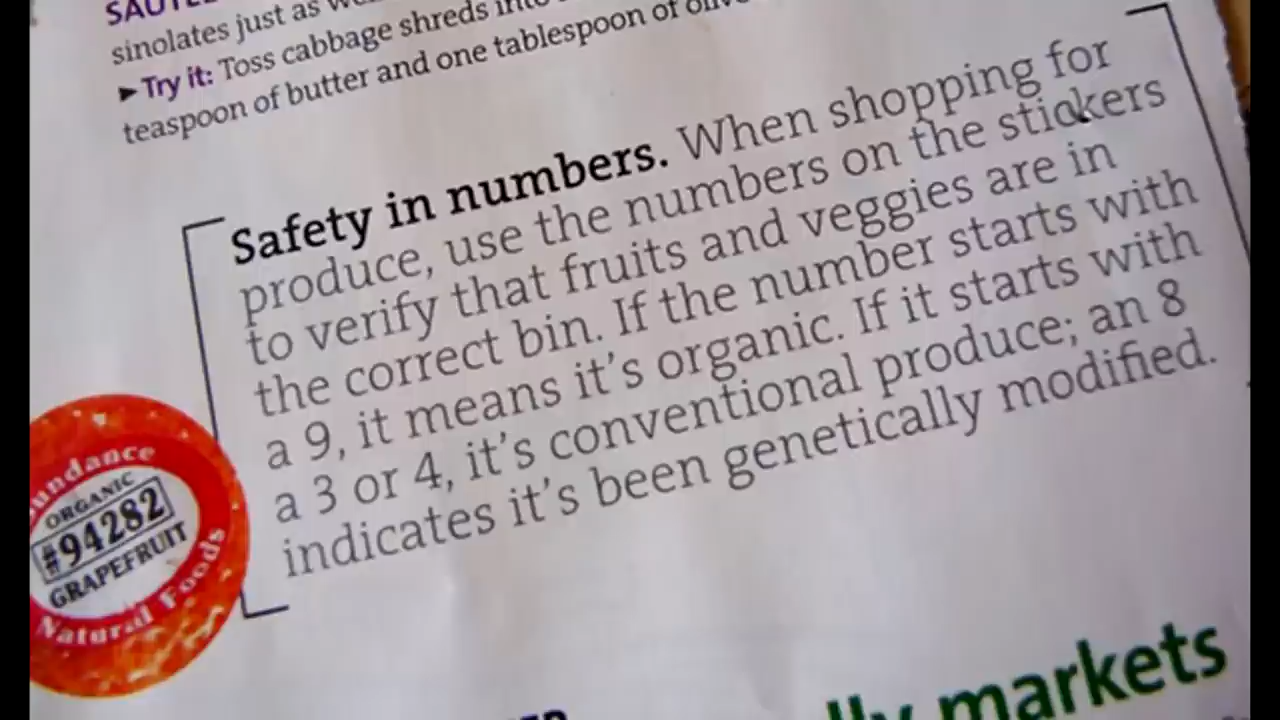 sinolates just as
►Try it: Toss cabbage shreds into
teaspoon of butter and one tablespoon of
Safety in numbers. When shopping for
produce, use the numbers on the stickers
to verify that fruits and veggies are in
the correct bin. If the number starts with
a 9, it means it's organic. If it starts with
a 3 or 4, it's conventional produce; an 8
indicates it's been genetically modified.
ORGANIC
#94282
GRAPEFRUIT
Natural Foods
markets